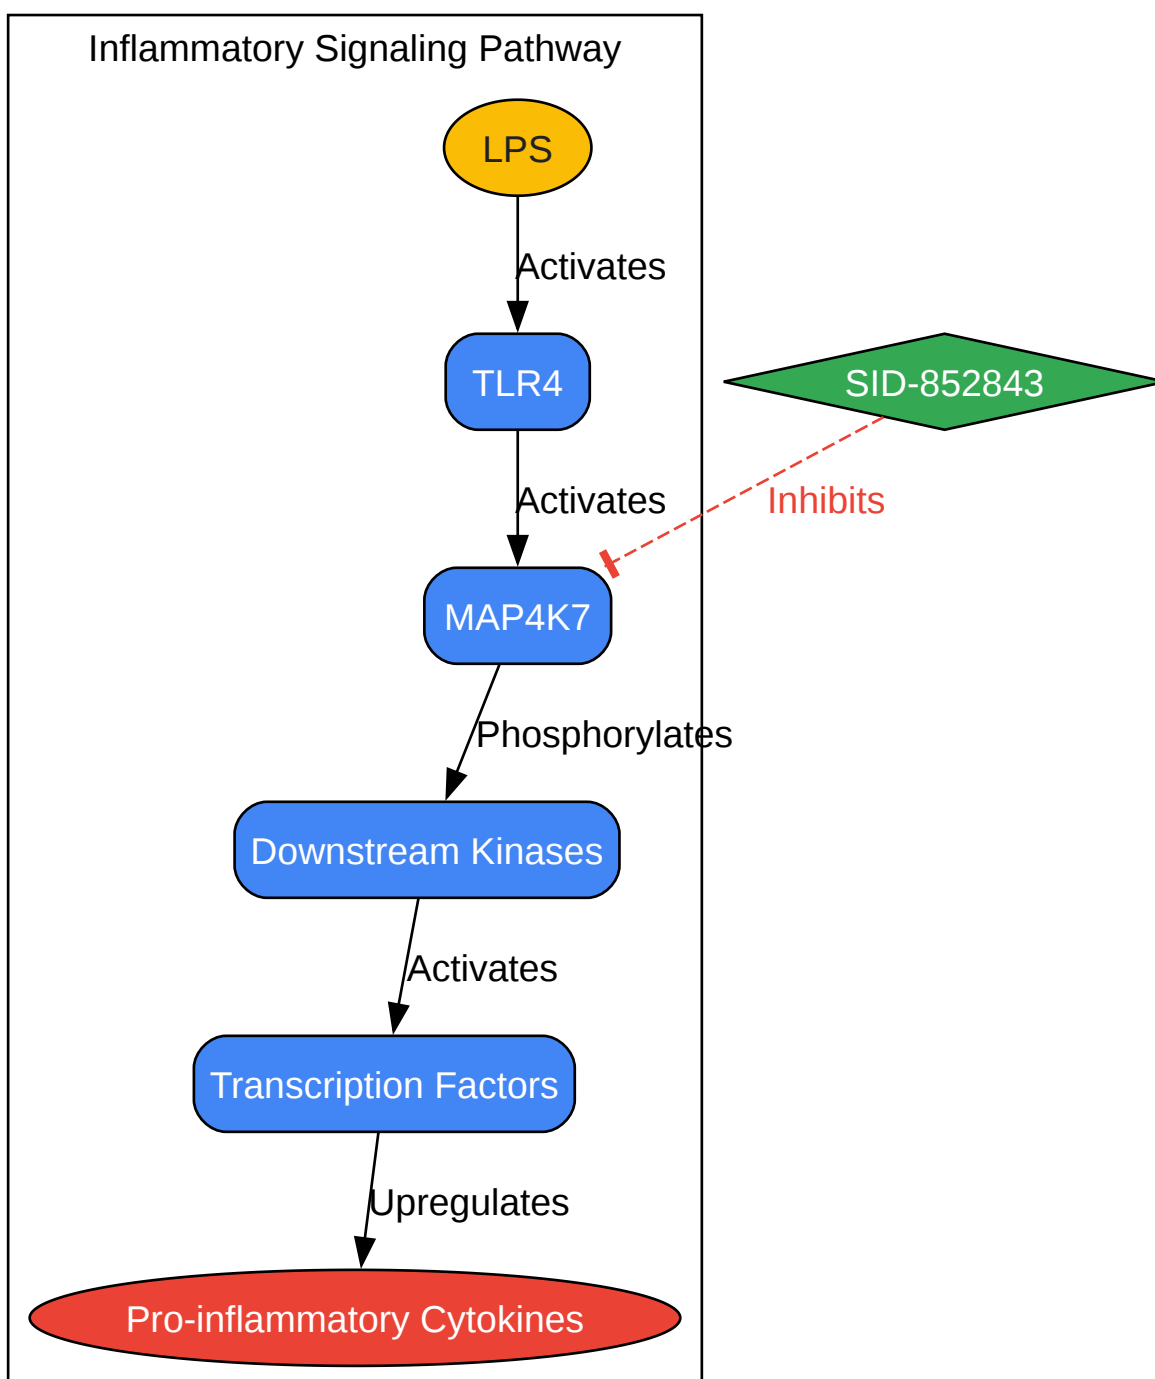 Inflammatory Signaling Pathway
LPS
Activates
TLR4
SID-852843
Activates
Inhibits
MAP4K7
Phosphorylates
Downstream Kinases
Activates
Transcription Factors
Upregulates
Pro-inflammatory Cytokines